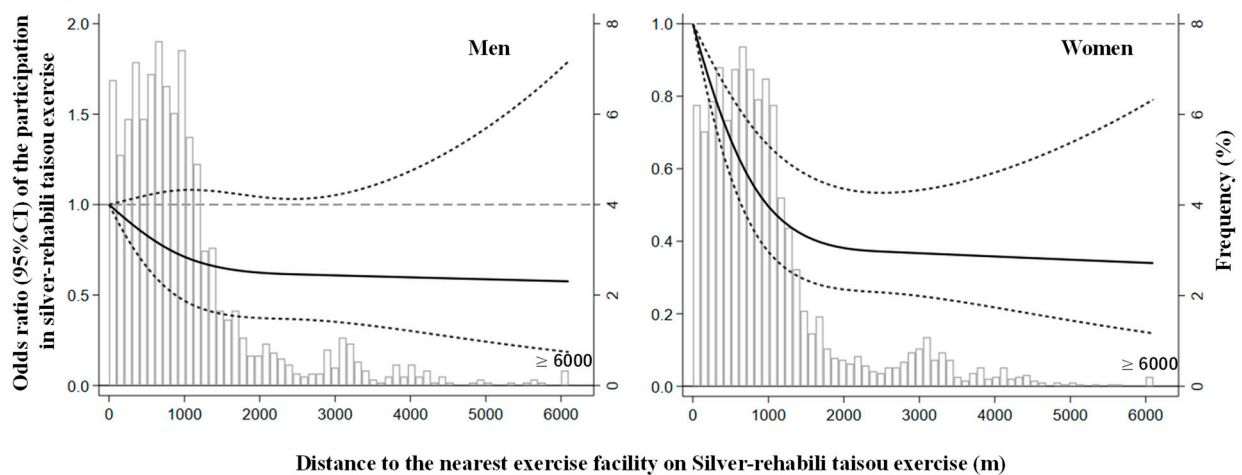 Odds ratio (95%CI) of the participation
in silver-rehabili taisou exercise
2.0
1.5
1.0
0.5
0.0
Men
8
6
4
2
0
≥ 6000
0 1000 2000 3000 4000 5000 6000
1.0
0.8
0.6
0.4
0.2
0.0
Women
8
6
4
2
0
Frequency (%)
≥ 6000
0 1000 2000 3000 4000 5000 6000
Distance to the nearest exercise facility on Silver-rehabili taisou exercise (m)